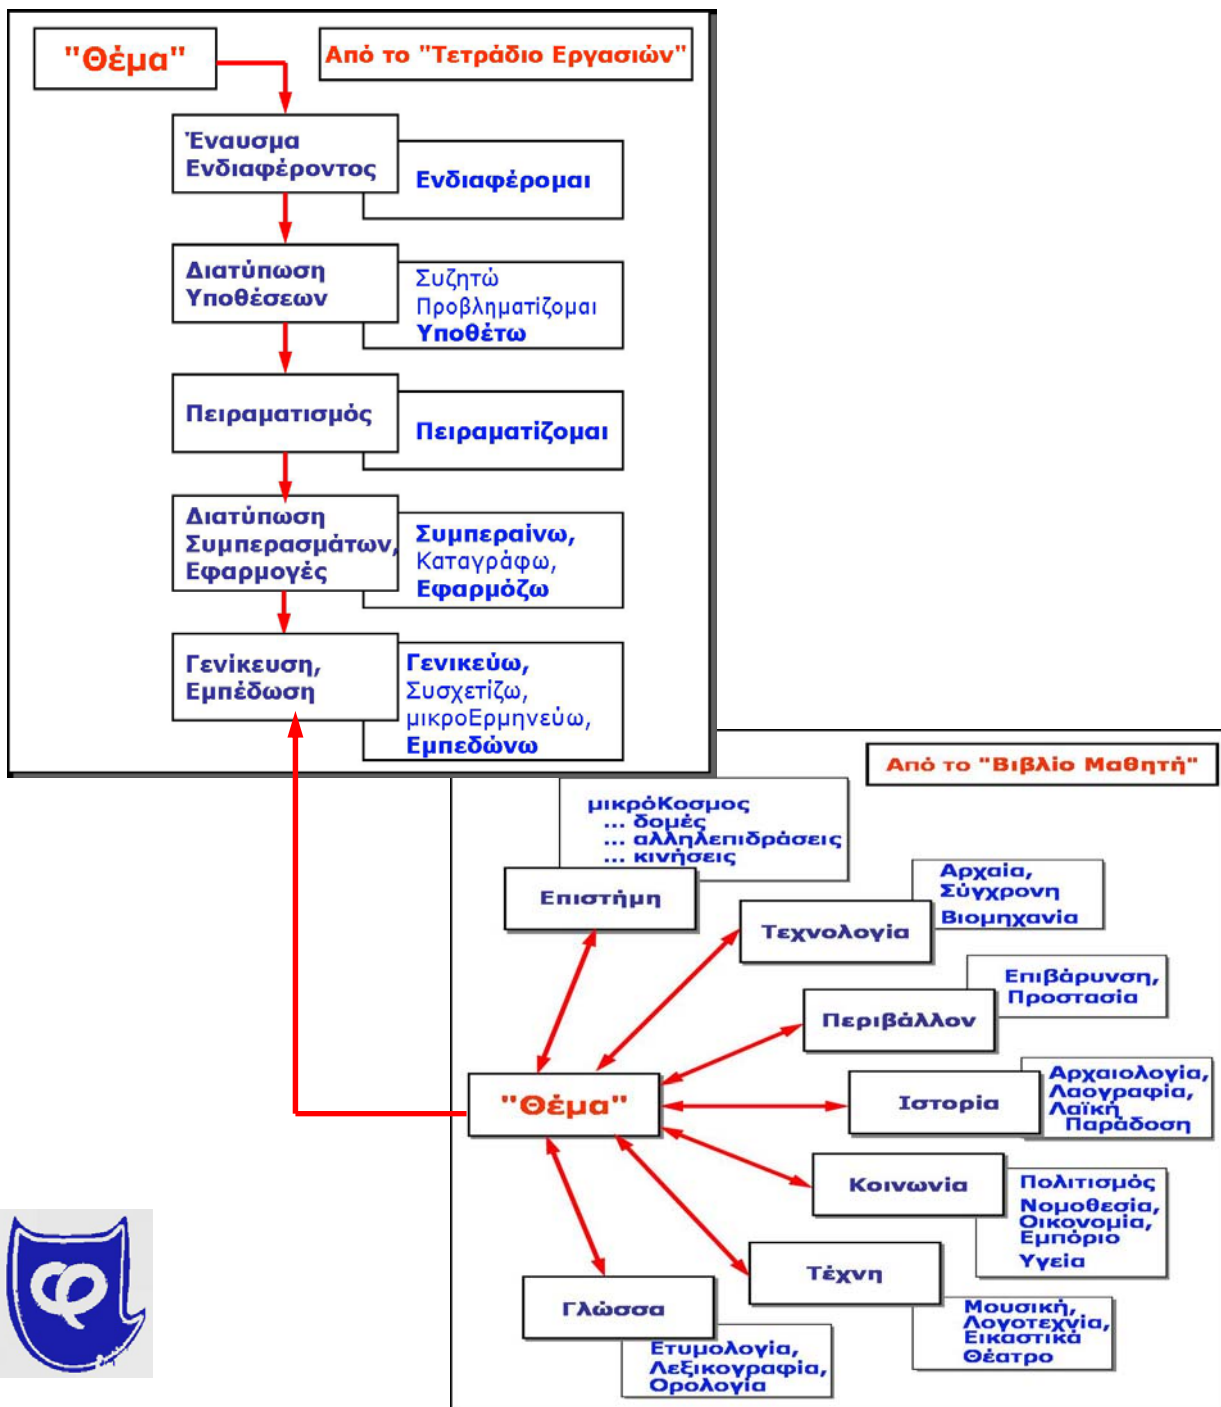 "Θέμα"
Από το "Τετράδιο Εργασιών"
Έναυσμα
Ενδιαφέροντος
Ενδιαφέρομαι
Διατύπωση
Υποθέσεων
Συζητώ
Προβληματίζομαι
Υποθέτω
Πειραματισμός
Πειραματίζομαι
Διατύπωση
Συμπερασμάτων,
Εφαρμογές
Συμπεραίνω,
Καταγράφω,
Εφαρμόζω
Γενίκευση,
Εμπέδωση
Γενικεύω,
Συσχετίζω,
μικροΕρμηνεύω,
Εμπεδώνω
Από το "Βιβλίο Μαθητή"
μικρόΚοσμος
... δομές
... αλληλεπιδράσεις
... κινήσεις
Επιστήμη
Αρχαία,
Σύγχρονη
Βιομηχανία
Τεχνολογία
Επιβάρυνση,
Προστασία
Περιβάλλον
"Θέμα"
Ιστορία
Αρχαιολογία,
Λαογραφία,
Λαϊκή
Παράδοση
Κοινωνία
Πολιτισμός
Νομοθεσία,
Οικονομία,
Εμπόριο
Υγεία
Τέχνη
Μουσική,
Λογοτεχνία,
Εικαστικά
Θέατρο
Γλώσσα
Ετυμολογία,
Λεξικογραφία,
Ορολογία
φ